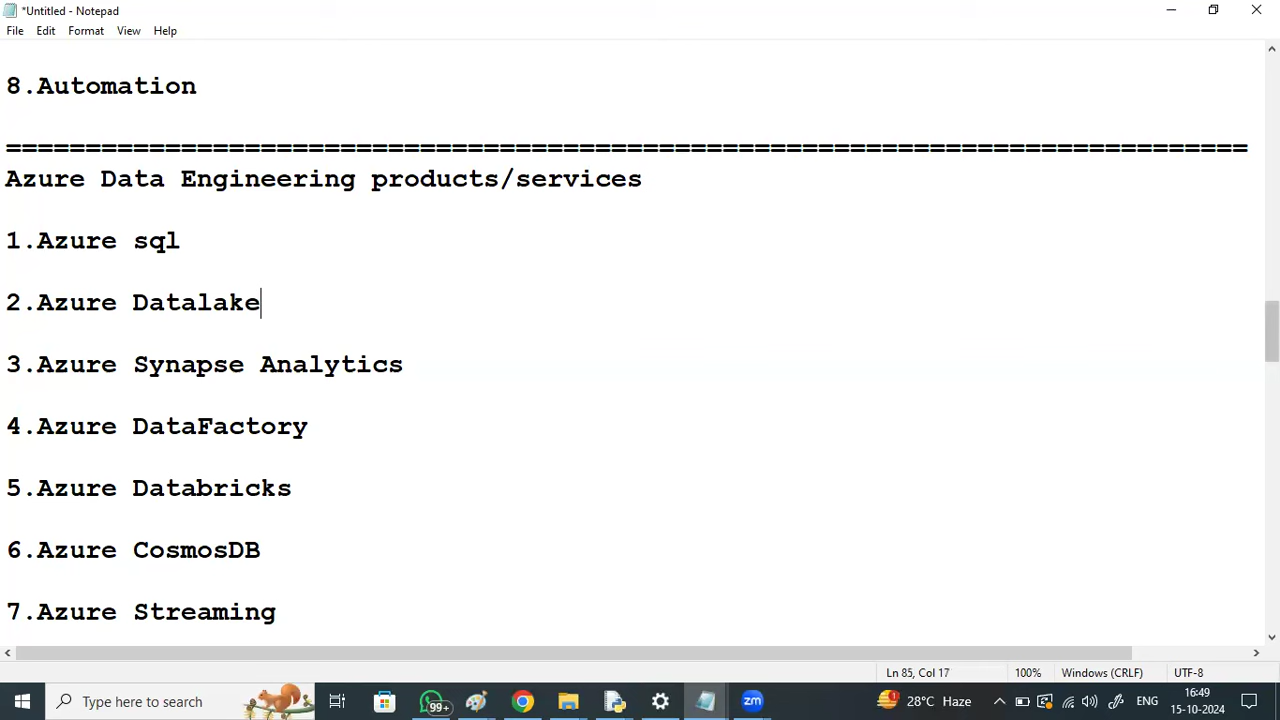 *Untitled - Notepad
File Edit Format View Help
8.Automation
==============================================================================
Azure Data Engineering products/services
1.Azure sql
2.Azure Datalake
3.Azure Synapse Analytics
4.Azure DataFactory
5.Azure Databricks
6.Azure CosmosDB
7.Azure Streaming
Ln 85, Col 17 100% Windows (CRLF) UTF-8
Type here to search 99+ zm 1 28°C Haze ENG 16:49
15-10-2024